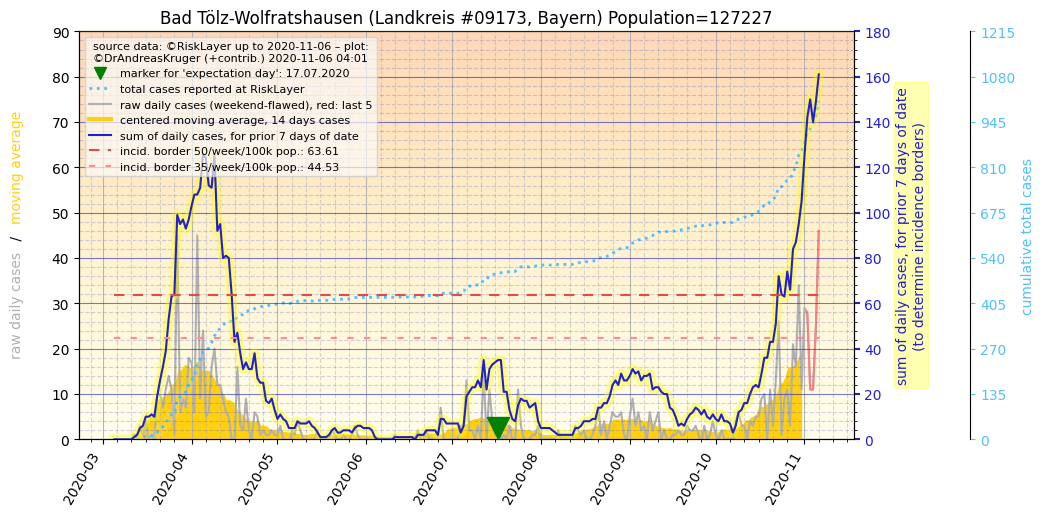 Bad Tölz-Wolfratshausen (Landkreis #09173, Bayern) Population=127227
source data: ©RiskLayer up to 2020-11-06 – plot:
©DrAndreasKruger (+contrib.) 2020-11-06 04:01
marker for 'expectation day': 17.07.2020
total cases reported at RiskLayer
raw daily cases (weekend-flawed), red: last 5
centered moving average, 14 days cases
sum of daily cases, for prior 7 days of date
incid. border 50/week/100k pop.: 63.61
incid. border 35/week/100k pop.: 44.53
raw daily cases / moving average
90
80
70
60
50
40
30
20
10
0
2020-03
2020-04
2020-05
2020-06
2020-07
2020-08
2020-09
2020-10
2020-11
180
160
140
120
100
80
60
40
20
0
sum of daily cases, for prior 7 days of date
(to determine incidence borders)
1215
1080
945
810
675
540
405
270
135
0
cumulative total cases